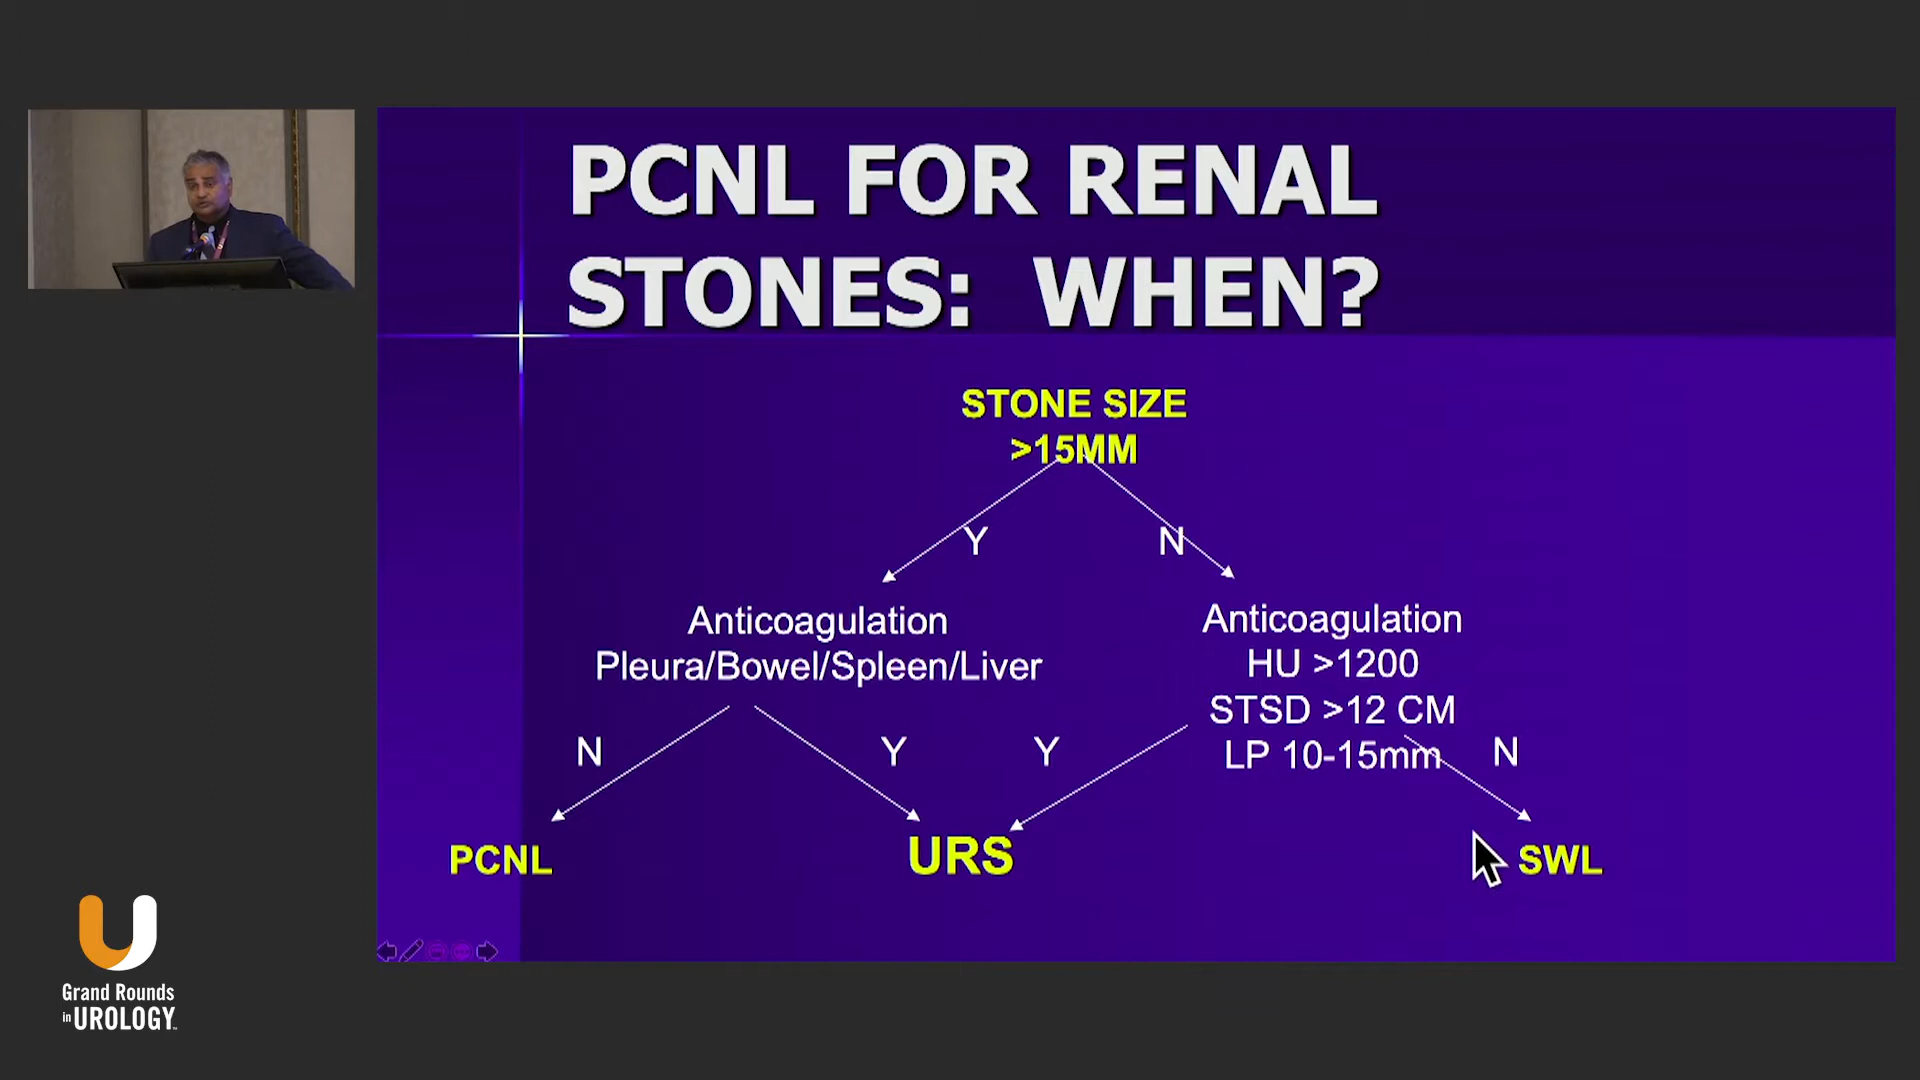 PCNL FOR RENAL
STONES: WHEN?
STONE SIZE
>15MM
Y
N
Anticoagulation
Pleura/Bowel/Spleen/Liver
Anticoagulation
HU >1200
STSD >12 CM
LP 10-15mm
N
Y
Y
N
PCNL
URS
SWL
Grand Rounds
in UROLOGY